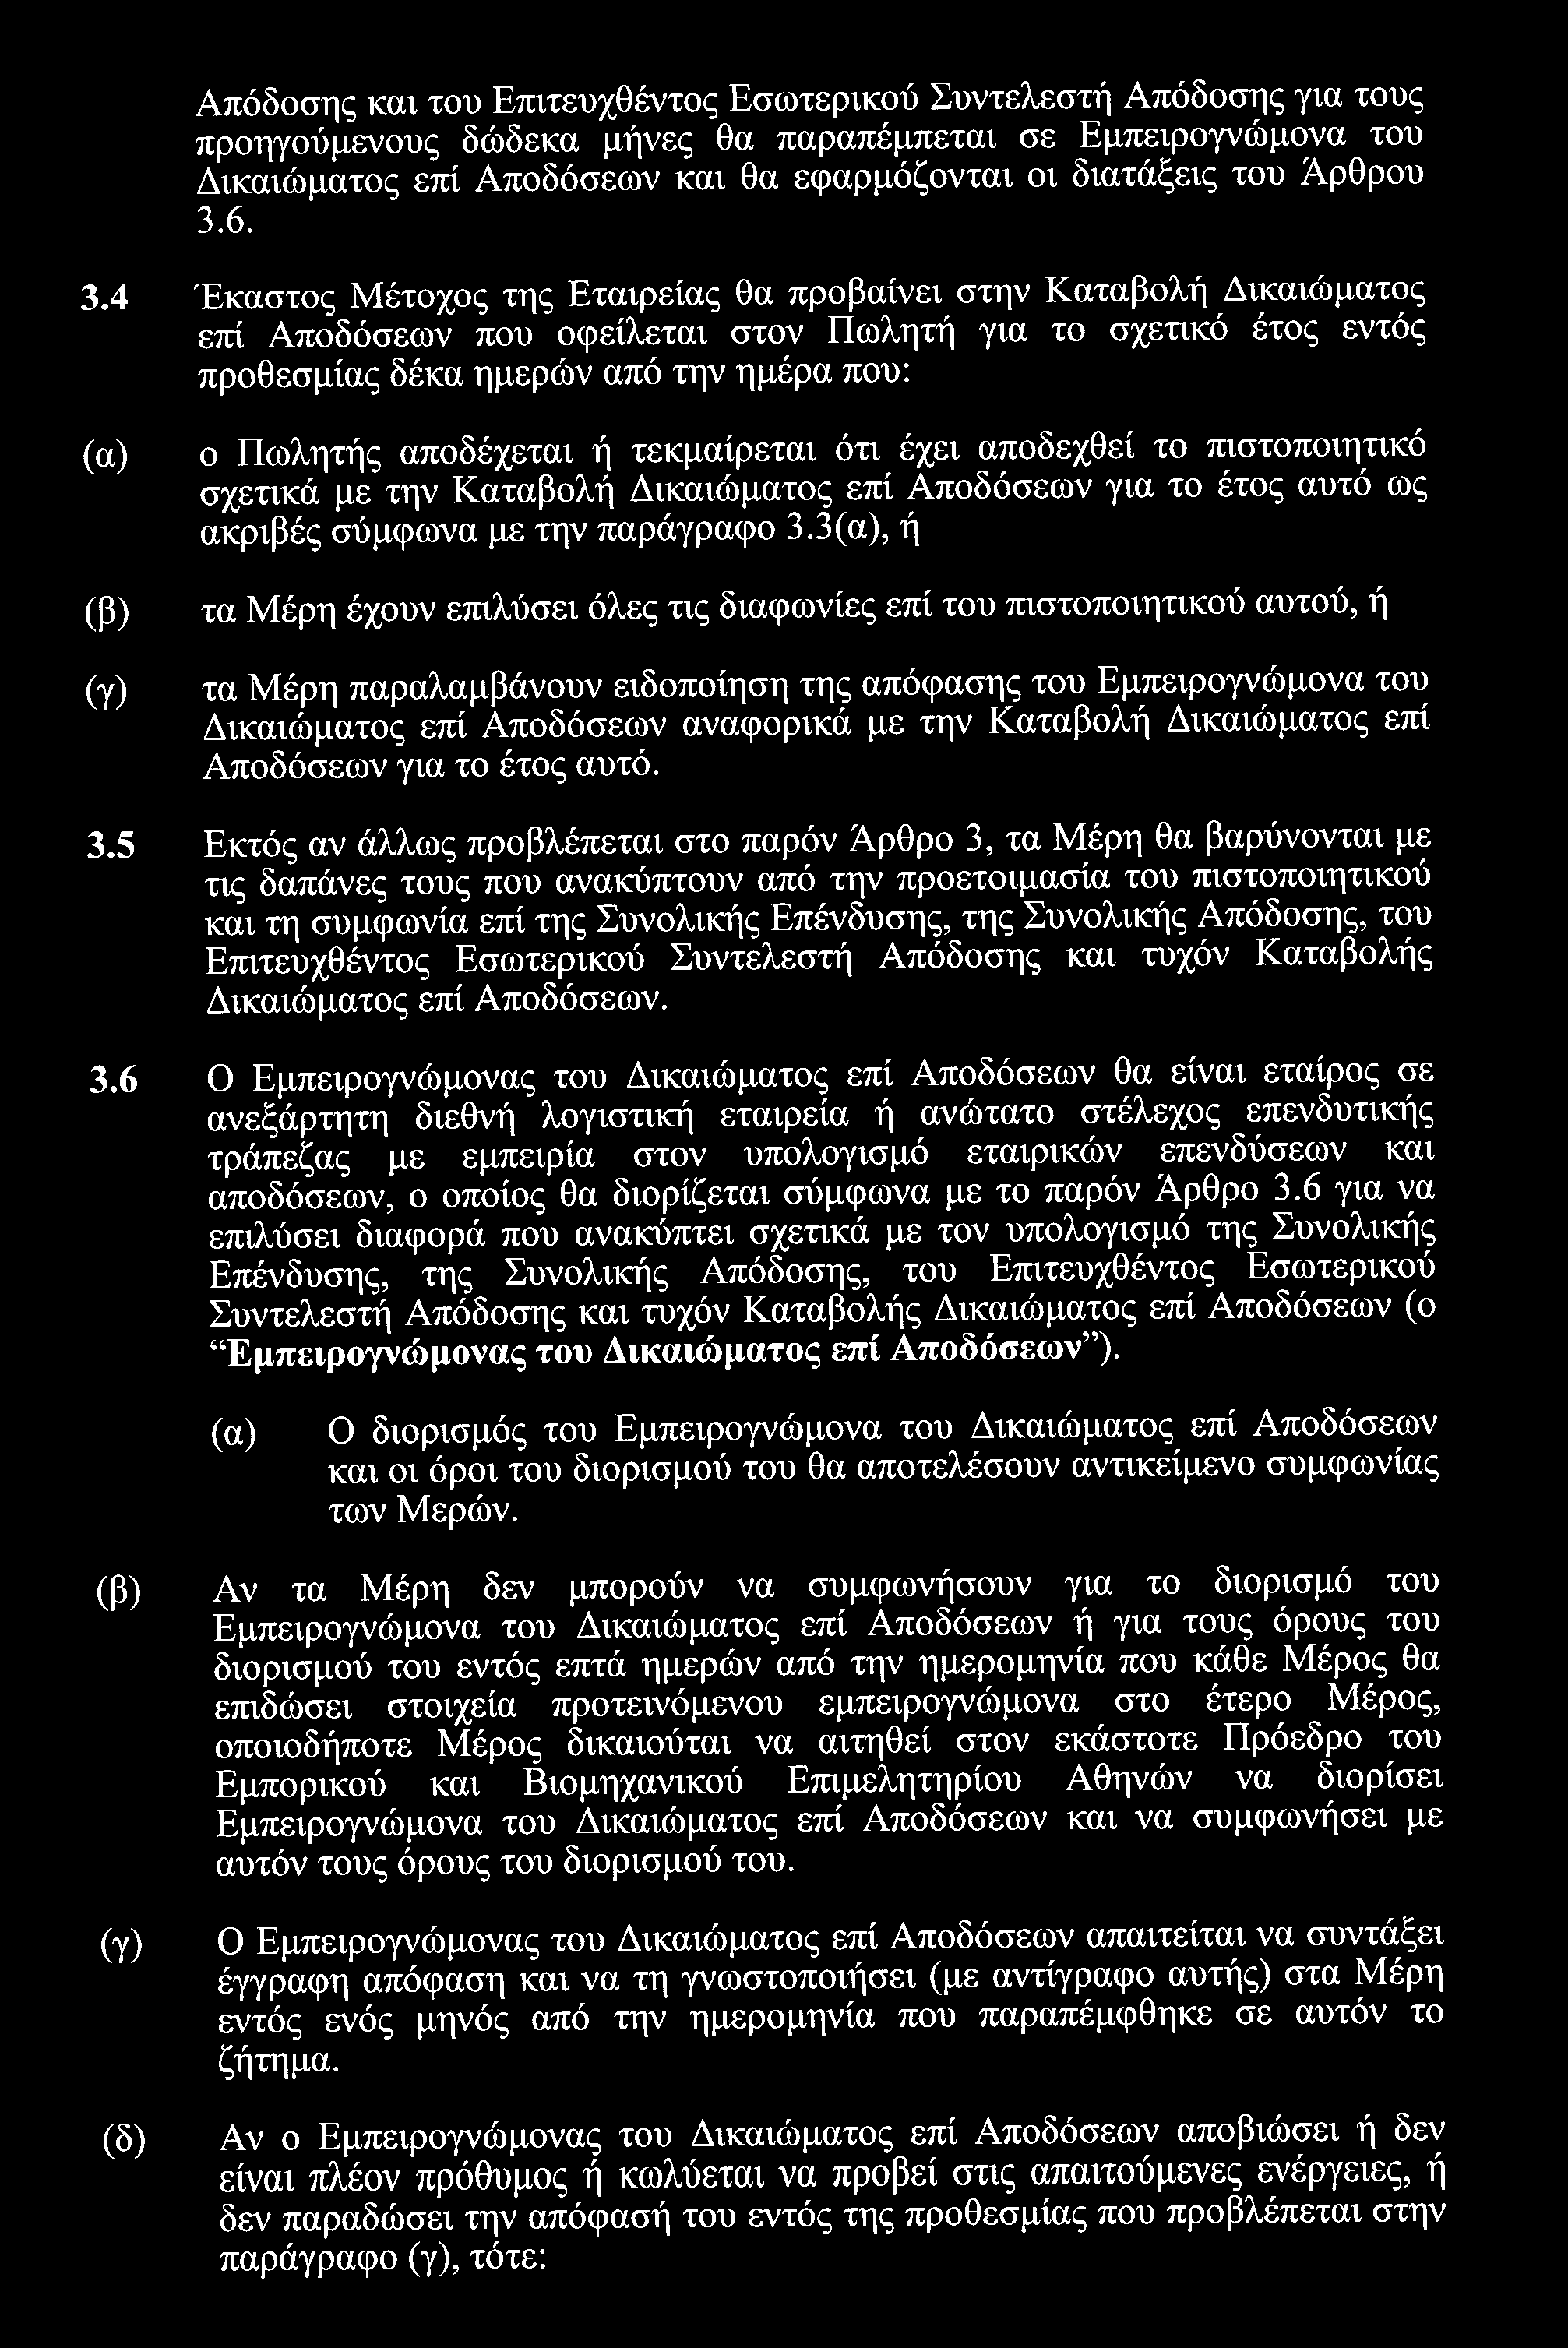 Απόδοσης και του Επιτευχθέντος Εσωτερικού Συντελεστή Απόδοσης για τους
προηγούμενους δώδεκα μήνες θα παραπέμπεται σε Εμπειρογνώμονα του
Δικαιώματος επί Αποδόσεων και θα εφαρμόζονται οι διατάξεις του Άρθρου
3.6.
3.4 Έκαστος Μέτοχος της Εταιρείας θα προβαίνει στην Καταβολή Δικαιώματος
επί Αποδόσεων που οφείλεται στον Πωλητή για το σχετικό έτος εντός
προθεσμίας δέκα ημερών από την ημέρα που:
(α) ο Πωλητής αποδέχεται ή τεκμαίρεται ότι έχει αποδεχθεί το πιστοποιητικό
σχετικά με την Καταβολή Δικαιώματος επί Αποδόσεων για το έτος αυτό ως
ακριβές σύμφωνα με την παράγραφο 3.3(α), ή
(β) τα Μέρη έχουν επιλύσει όλες τις διαφωνίες επί του πιστοποιητικού αυτού, ή
(γ) τα Μέρη παραλαμβάνουν ειδοποίηση της απόφασης του Εμπειρογνώμονα του
Δικαιώματος επί Αποδόσεων αναφορικά με την Καταβολή Δικαιώματος επί
Αποδόσεων για το έτος αυτό.
3.5 Εκτός αν άλλως προβλέπεται στο παρόν Άρθρο 3, τα Μέρη θα βαρύνονται με
τις δαπάνες τους που ανακύπτουν από την προετοιμασία του πιστοποιητικού
και τη συμφωνία επί της Συνολικής Επένδυσης, της Συνολικής Απόδοσης, του
Επιτευχθέντος Εσωτερικού Συντελεστή Απόδοσης και τυχόν Καταβολής
Δικαιώματος επί Αποδόσεων.
3.6 Ο Εμπειρογνώμονας του Δικαιώματος επί Αποδόσεων θα είναι εταίρος σε
ανεξάρτητη διεθνή λογιστική εταιρεία ή ανώτατο στέλεχος επενδυτικής
τράπεζας με εμπειρία στον υπολογισμό εταιρικών επενδύσεων και
αποδόσεων, ο οποίος θα διορίζεται σύμφωνα με το παρόν Άρθρο 3.6 για να
επιλύσει διαφορά που ανακύπτει σχετικά με τον υπολογισμό της Συνολικής
Επένδυσης, της Συνολικής Απόδοσης, του Επιτευχθέντος Εσωτερικού
Συντελεστή Απόδοσης και τυχόν Καταβολής Δικαιώματος επί Αποδόσεων (ο
“Εμπειρογνώμονας του Δικαιώματος επί Αποδόσεων”).
(α) Ο διορισμός του Εμπειρογνώμονα του Δικαιώματος επί Αποδόσεων
και οι όροι του διορισμού του θα αποτελέσουν αντικείμενο συμφωνίας
των Μερών.
(β) Αν τα Μέρη δεν μπορούν να συμφωνήσουν για το διορισμό του
Εμπειρογνώμονα του Δικαιώματος επί Αποδόσεων ή για τους όρους του
διορισμού του εντός επτά ημερών από την ημερομηνία που κάθε Μέρος θα
επιδώσει στοιχεία προτεινόμενου εμπειρογνώμονα στο έτερο Μέρος,
οποιοδήποτε Μέρος δικαιούται να αιτηθεί στον εκάστοτε Πρόεδρο του
Εμπορικού και Βιομηχανικού Επιμελητηρίου Αθηνών να διορίσει
Εμπειρογνώμονα του Δικαιώματος επί Αποδόσεων και να συμφωνήσει με
αυτόν τους όρους του διορισμού του.
(γ) Ο Εμπειρογνώμονας του Δικαιώματος επί Αποδόσεων απαιτείται να συντάξει
έγγραφη απόφαση και να τη γνωστοποιήσει (με αντίγραφο αυτής) στα Μέρη
εντός ενός μηνός από την ημερομηνία που παραπέμφθηκε σε αυτόν το
ζήτημα.
(δ) Αν ο Εμπειρογνώμονας του Δικαιώματος επί Αποδόσεων αποβιώσει ή δεν
είναι πλέον πρόθυμος ή κωλύεται να προβεί στις απαιτούμενες ενέργειες, ή
δεν παραδώσει την απόφασή του εντός της προθεσμίας που προβλέπεται στην
παράγραφο (γ), τότε: